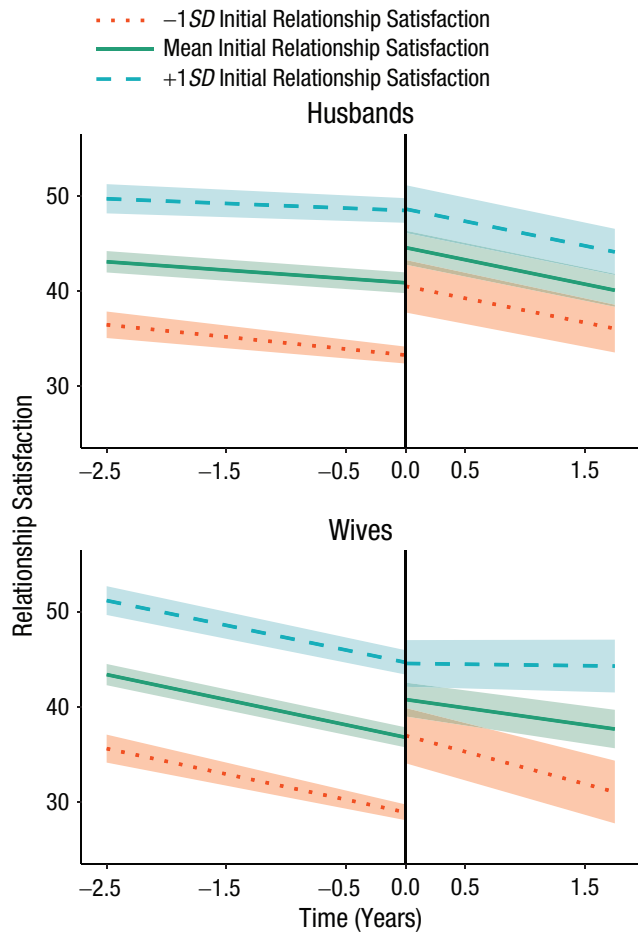 −1SD Initial Relationship Satisfaction
Mean Initial Relationship Satisfaction
+1SD Initial Relationship Satisfaction
Husbands
50
40
30
−2.5 −1.5 −0.5 0.0 0.5 1.5
Relationship Satisfaction
Wives
50
40
30
−2.5 −1.5 −0.5 0.0 0.5 1.5
Time (Years)